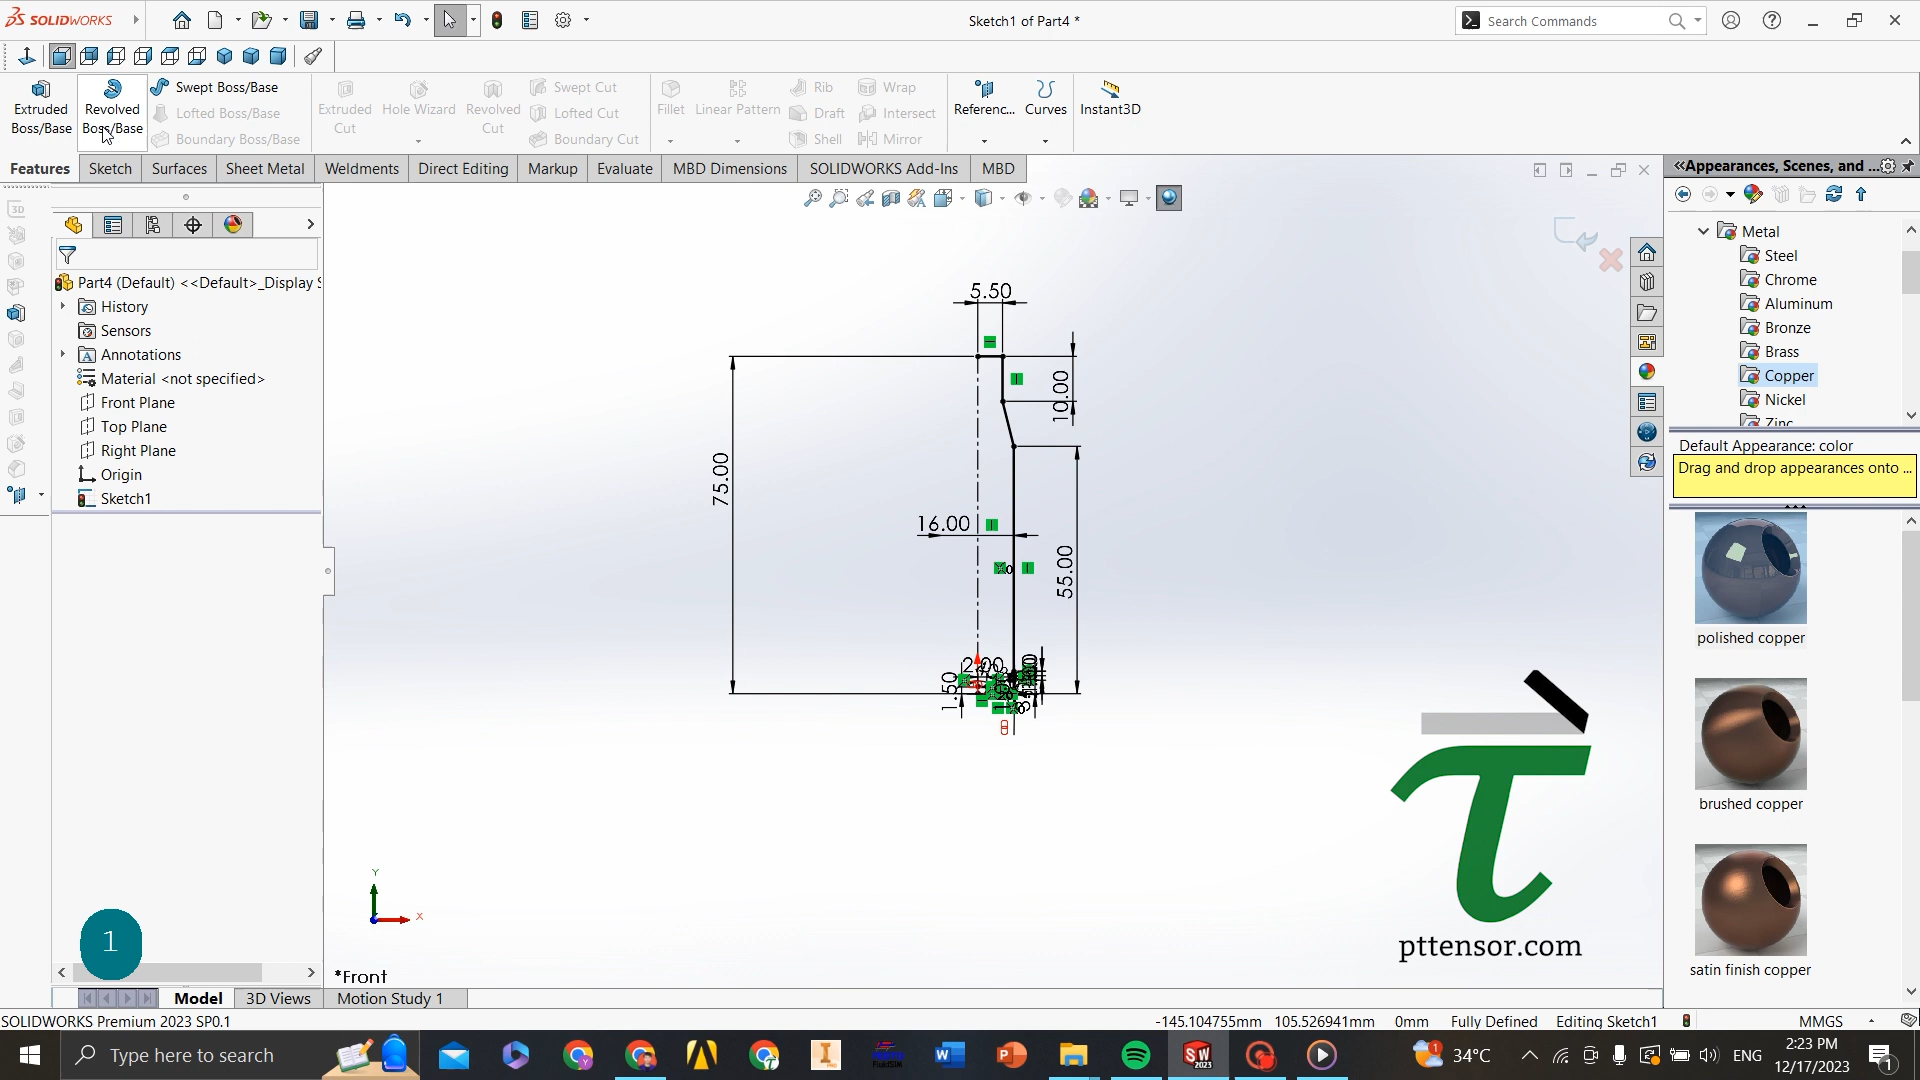 SOLIDWORKS
Sketch1 of Part4 *
Search Commands
Extruded Boss/Base
Revolved Boss/Base
Swept Boss/Base
Lofted Boss/Base
Boundary Boss/Base
Extruded Cut
Hole Wizard
Revolved Cut
Swept Cut
Lofted Cut
Boundary Cut
Fillet
Linear Pattern
Rib
Draft
Shell
Wrap
Intersect
Mirror
Referenc...
Curves
Instant3D
Features Sketch Surfaces Sheet Metal Weldments Direct Editing Markup Evaluate MBD Dimensions SOLIDWORKS Add-Ins MBD
«Appearances, Scenes, and ...
Part4 (Default) <<Default>_Display S
History
Sensors
Annotations
Material <not specified>
Front Plane
Top Plane
Right Plane
Origin
Sketch1
5.50
10.00
75.00
16.00
55.00
2.00
1.50
Metal
Steel
Chrome
Aluminum
Bronze
Brass
Copper
Nickel
Zinc
Default Appearance: color
Drag and drop appearances onto ...
polished copper
brushed copper
satin finish copper
pttensor.com
Y
X
1
*Front
Model 3D Views Motion Study 1
SOLIDWORKS Premium 2023 SP0.1
-145.104755mm 105.526941mm 0mm Fully Defined Editing Sketch1
MMGS
Type here to search
34°C
ENG
2:23 PM
12/17/2023
1